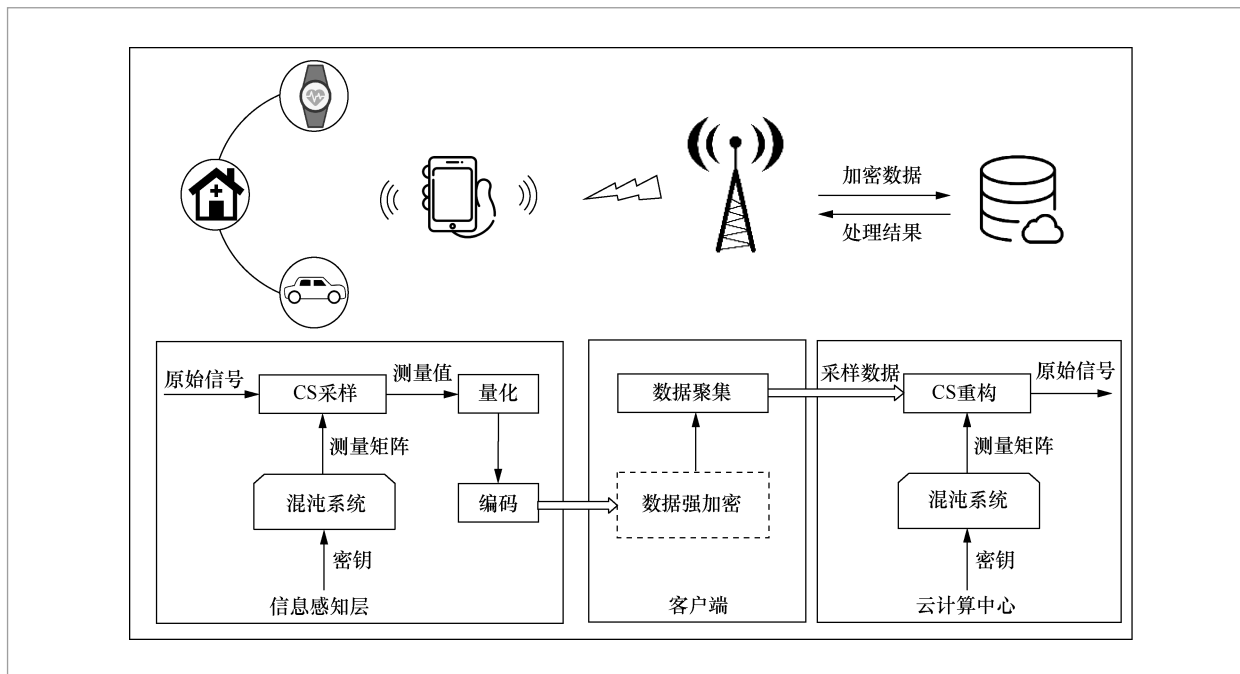 加密数据
处理结果
原始信号
CS采样
测量值
量化
测量矩阵
混沌系统
编码
密钥
信息感知层
数据聚集
数据强加密
客户端
采样数据
CS重构
原始信号
测量矩阵
混沌系统
密钥
云计算中心